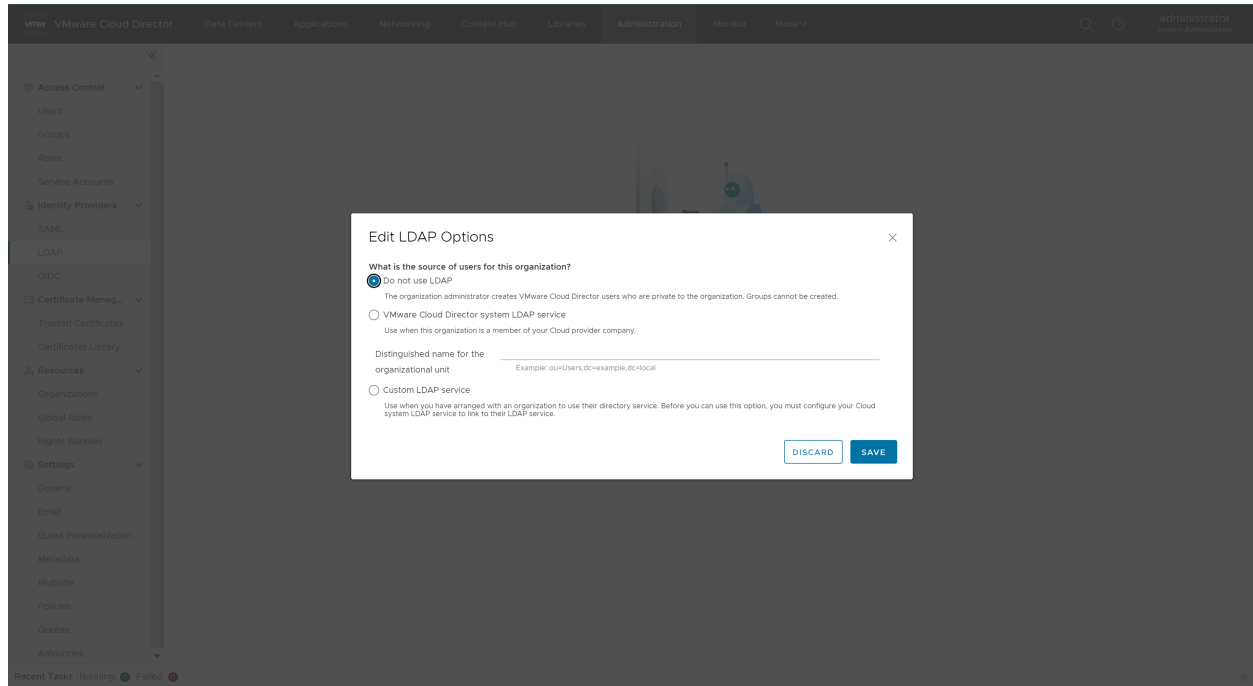 vmw VMware Cloud Director Data Centers Applications Networking Content Hub Libraries Administration Monitor More administrator
System Administrator
Access Control
Users
Groups
Roles
Service Accounts
Identity Providers
SAML
LDAP
OIDC
Certificate Manag...
Trusted Certificates
Certificates Library
Resources
Organizations
Global Roles
Rights Bundles
Settings
General
Email
Guest Personalization
Metadata
Multisite
Policies
Quotas
Advisories
Edit LDAP Options
What is the source of users for this organization?
Do not use LDAP
The organization administrator creates VMware Cloud Director users who are private to the organization. Groups cannot be created.
VMware Cloud Director system LDAP service
Use when this organization is a member of your Cloud provider company.
Distinguished name for the
organizational unit
Example: ou=Users,dc=example,dc=local
Custom LDAP service
Use when you have arranged with an organization to use their directory service. Before you can use this option, you must configure your Cloud
system LDAP service to link to their LDAP service.
DISCARD SAVE
Recent Tasks Running: 0 Failed: 0